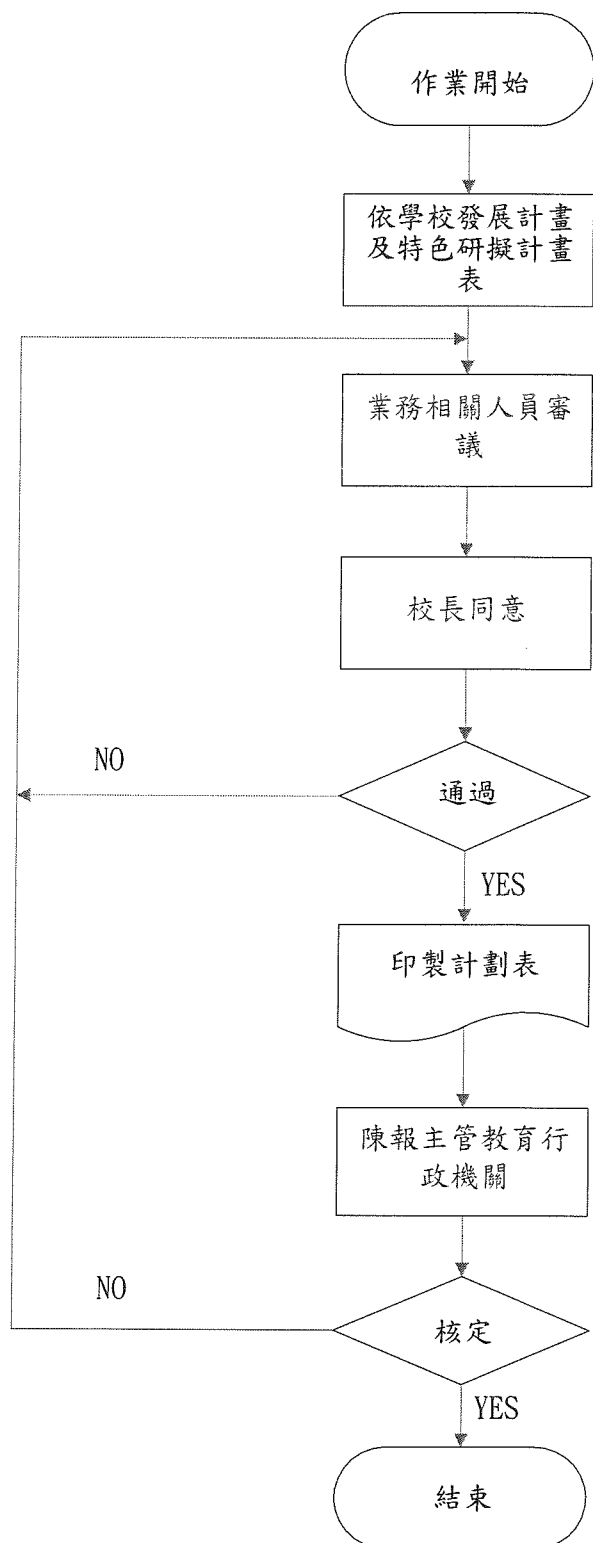 作業開始
依學校發展計畫
及特色研擬計畫
表
業務相關人員審
議
校長同意
NO
通過
YES
印製計劃表
陳報主管教育行
政機關
NO
核定
YES
結束